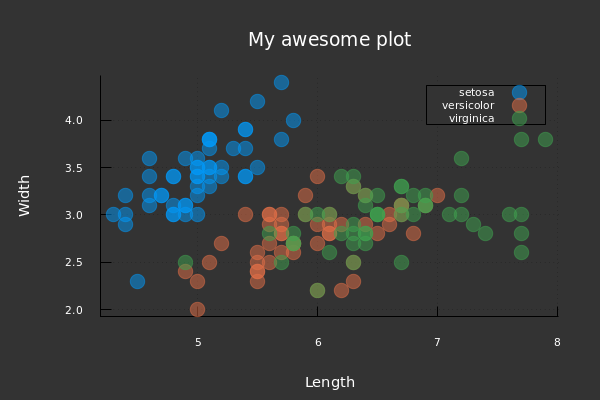 My awesome plot
setosa
versicolor
virginica
Width
4.0
3.5
3.0
2.5
2.0
5 6 7 8
Length